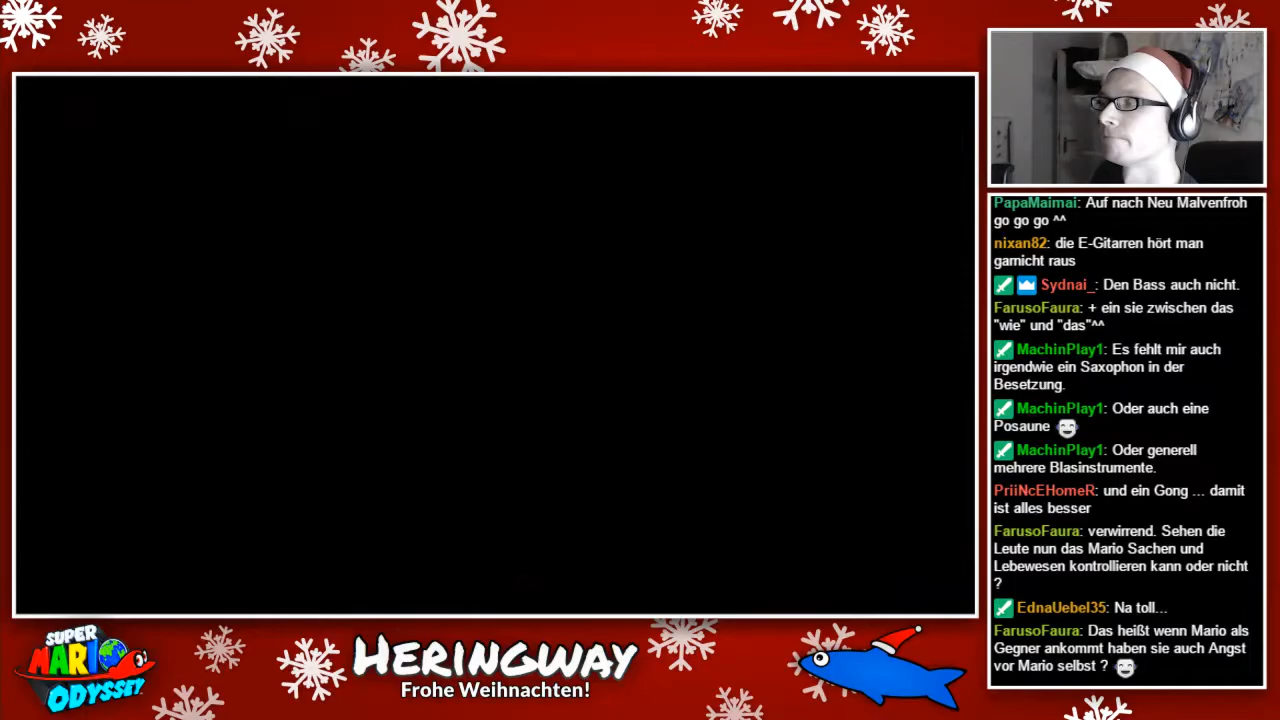 PapaMaimai: Auf nach Neu Malvenfroh
go go go ^^
nixan82: die E-Gitarren hört man
garnicht raus
Sydnai_: Den Bass auch nicht.
FarusoFaura: + ein sie zwischen das
"wie" und "das"^^
MachinPlay1: Es fehlt mir auch
irgendwie ein Saxophon in der
Besetzung.
MachinPlay1: Oder auch eine
Posaune
MachinPlay1: Oder generell
mehrere Blasinstrumente.
PriiNcEHomeR: und ein Gong ... damit
ist alles besser
FarusoFaura: verwirrend. Sehen die
Leute nun das Mario Sachen und
Lebewesen kontrollieren kann oder nicht
?
EdnaUebel35: Na toll...
FarusoFaura: Das heißt wenn Mario als
Gegner ankommt haben sie auch Angst
vor Mario selbst ?
SUPER
MARIO
ODYSSEY
HERINGWAY
Frohe Weihnachten!